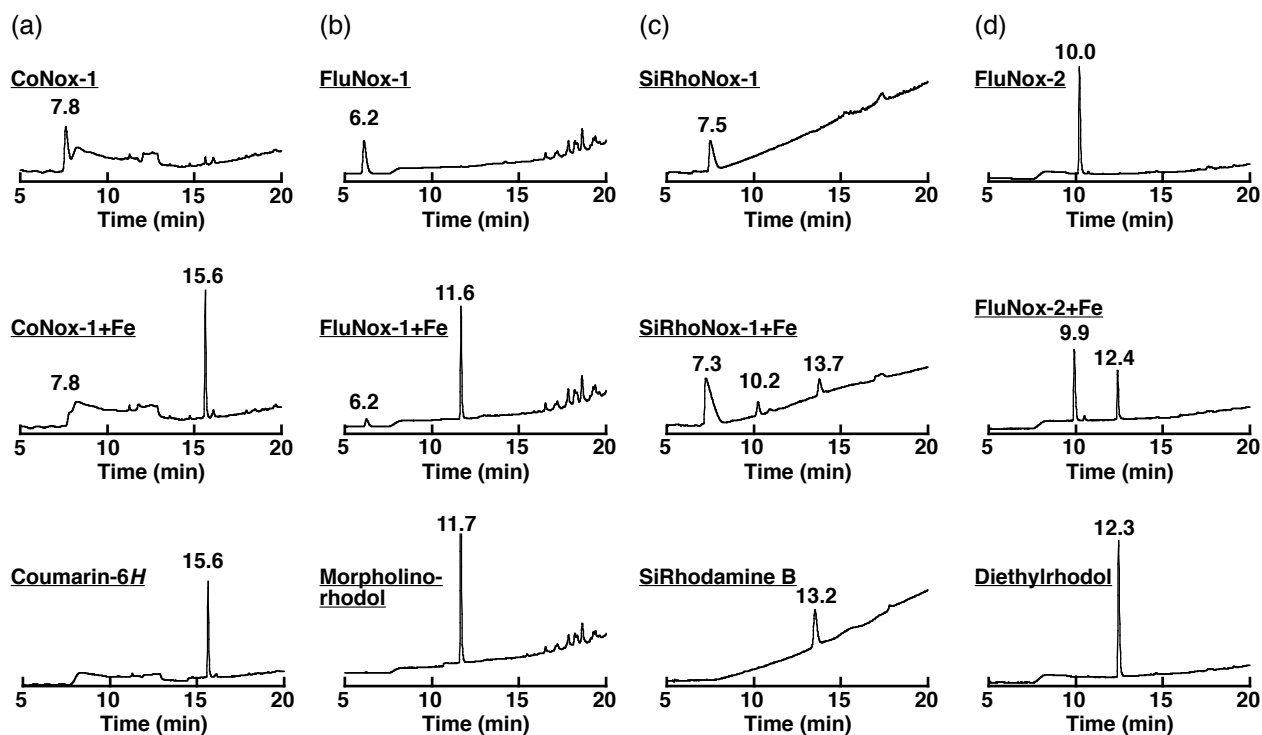 (a)
CoNox-1
7.8
5 10 15 20
Time (min)
CoNox-1+Fe
7.8
15.6
5 10 15 20
Time (min)
Coumarin-6H
15.6
5 10 15 20
Time (min)
(b)
FluNox-1
6.2
5 10 15 20
Time (min)
FluNox-1+Fe
6.2
11.6
5 10 15 20
Time (min)
Morpholino-
rhodol
11.7
5 10 15 20
Time (min)
(c)
SiRhoNox-1
7.5
5 10 15 20
Time (min)
SiRhoNox-1+Fe
7.3
10.2
13.7
5 10 15 20
Time (min)
SiRhodamine B
13.2
5 10 15 20
Time (min)
(d)
FluNox-2
10.0
5 10 15 20
Time (min)
FluNox-2+Fe
9.9
12.4
5 10 15 20
Time (min)
Diethylrhodol
12.3
5 10 15 20
Time (min)